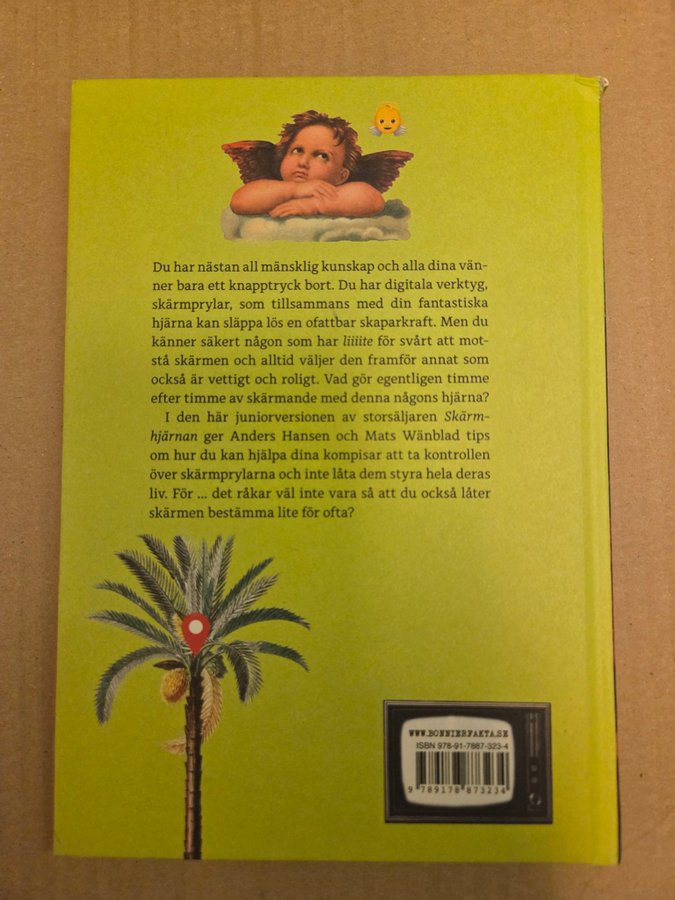 Du har nästan all mänsklig kunskap och alla dina vän-
ner bara ett knapptryck bort. Du har digitala verktyg,
skärmprylar, som tillsammans med din fantastiska
hjärna kan släppa lös en ofattbar skaparkraft. Men du
känner säkert någon som har liiiite för svårt att mot-
stå skärmen och alltid väljer den framför annat som
också är vettigt och roligt. Vad gör egentligen timme
efter timme av skärmande med denna någons hjärna?
I den här juniorversionen av storsäljaren Skärm-
hjärnan ger Anders Hansen och Mats Wänblad tips
om hur du kan hjälpa dina kompisar att ta kontrollen
över skärmprylarna och inte låta dem styra hela deras
liv. För ... det råkar väl inte vara så att du också låter
skärmen bestämma lite för ofta?
WWW.BONNIERFAKTA.SE
ISBN 978-91-7887-323-4
9 789178 873234